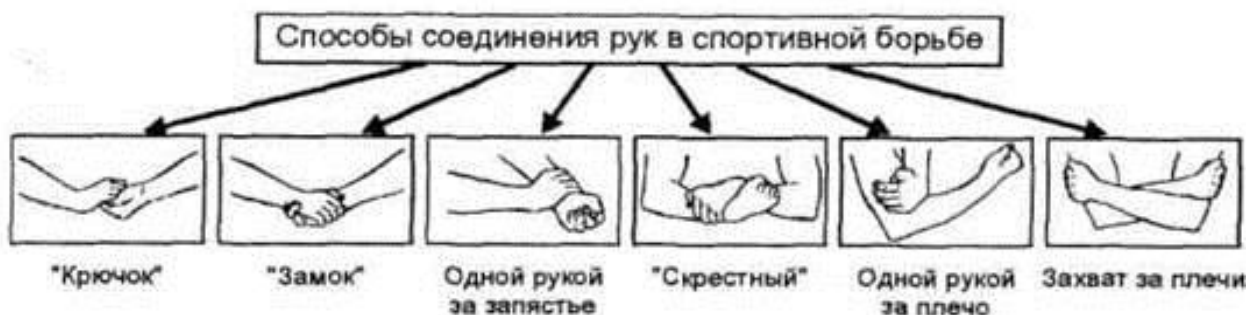 Способы соединения рук в спортивной борьбе
"Крючок"
"Замок"
Одной рукой
за запястье
"Скрестный"
Одной рукой
за плечо
Захват за плечи